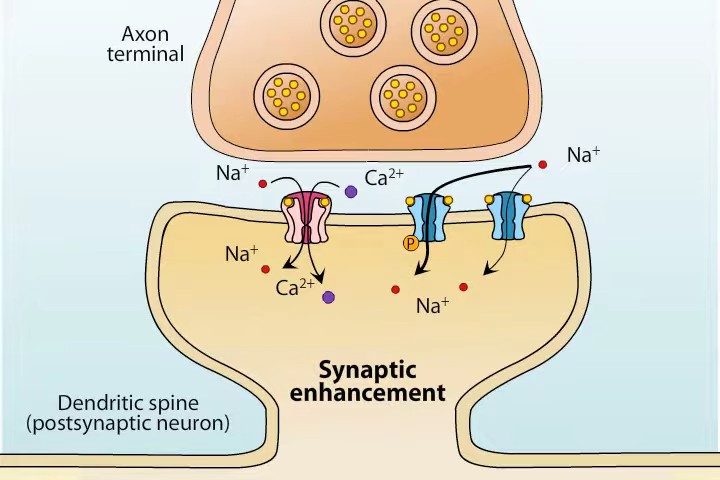 Axon
terminal
Na⁺
Ca²⁺
Na⁺
P
Na⁺
Ca²⁺
Na⁺
Synaptic
enhancement
Dendritic spine
(postsynaptic neuron)